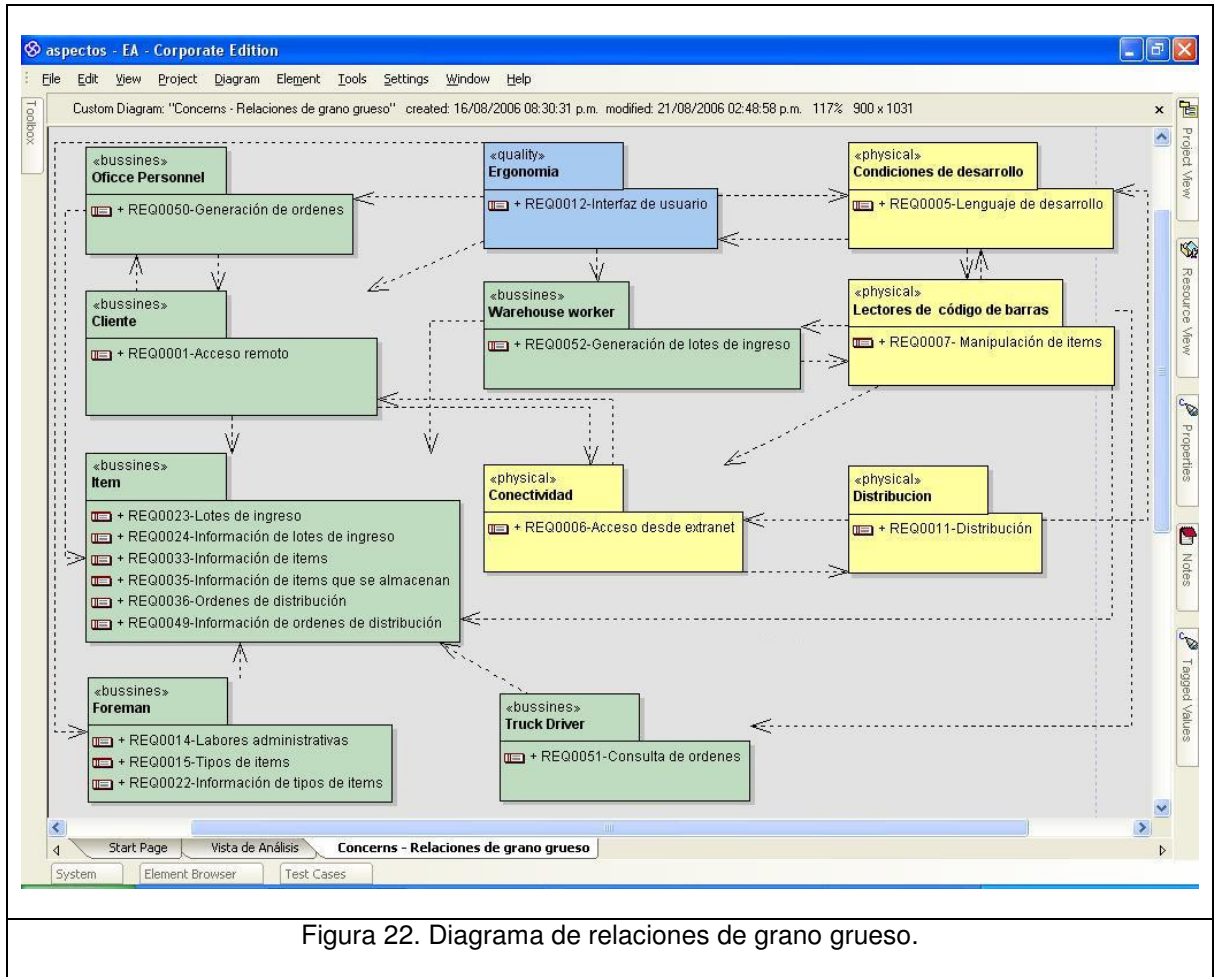 aspectos - EA - Corporate Edition
File Edit View Project Diagram Element Tools Settings Window Help
Toolbox
Custom Diagram: "Concerns - Relaciones de grano grueso" created: 16/08/2006 08:30:31 p.m. modified: 21/08/2006 02:48:58 p.m. 117% 900 x 1031
«bussines»
Oficce Personnel
+ REQ0050-Generación de ordenes
«quality»
Ergonomia
+ REQ0012-Interfaz de usuario
«physical»
Condiciones de desarrollo
+ REQ0005-Lenguaje de desarrollo
«bussines»
Cliente
+ REQ0001-Acceso remoto
«bussines»
Warehouse worker
+ REQ0052-Generación de lotes de ingreso
«physical»
Lectores de código de barras
+ REQ0007- Manipulación de items
«bussines»
Item
+ REQ0023-Lotes de ingreso
+ REQ0024-Información de lotes de ingreso
+ REQ0033-Información de items
+ REQ0035-Información de items que se almacenan
+ REQ0036-Ordenes de distribución
+ REQ0049-Información de ordenes de distribución
«physical»
Conectividad
+ REQ0006-Acceso desde extranet
«physical»
Distribucion
+ REQ0011-Distribución
«bussines»
Foreman
+ REQ0014-Labores administrativas
+ REQ0015-Tipos de items
+ REQ0022-Información de tipos de items
«bussines»
Truck Driver
+ REQ0051-Consulta de ordenes
Project View
Resource View
Properties
Notes
Tagged Values
Start Page Vista de Análisis Concerns - Relaciones de grano grueso
System Element Browser Test Cases
Figura 22. Diagrama de relaciones de grano grueso.